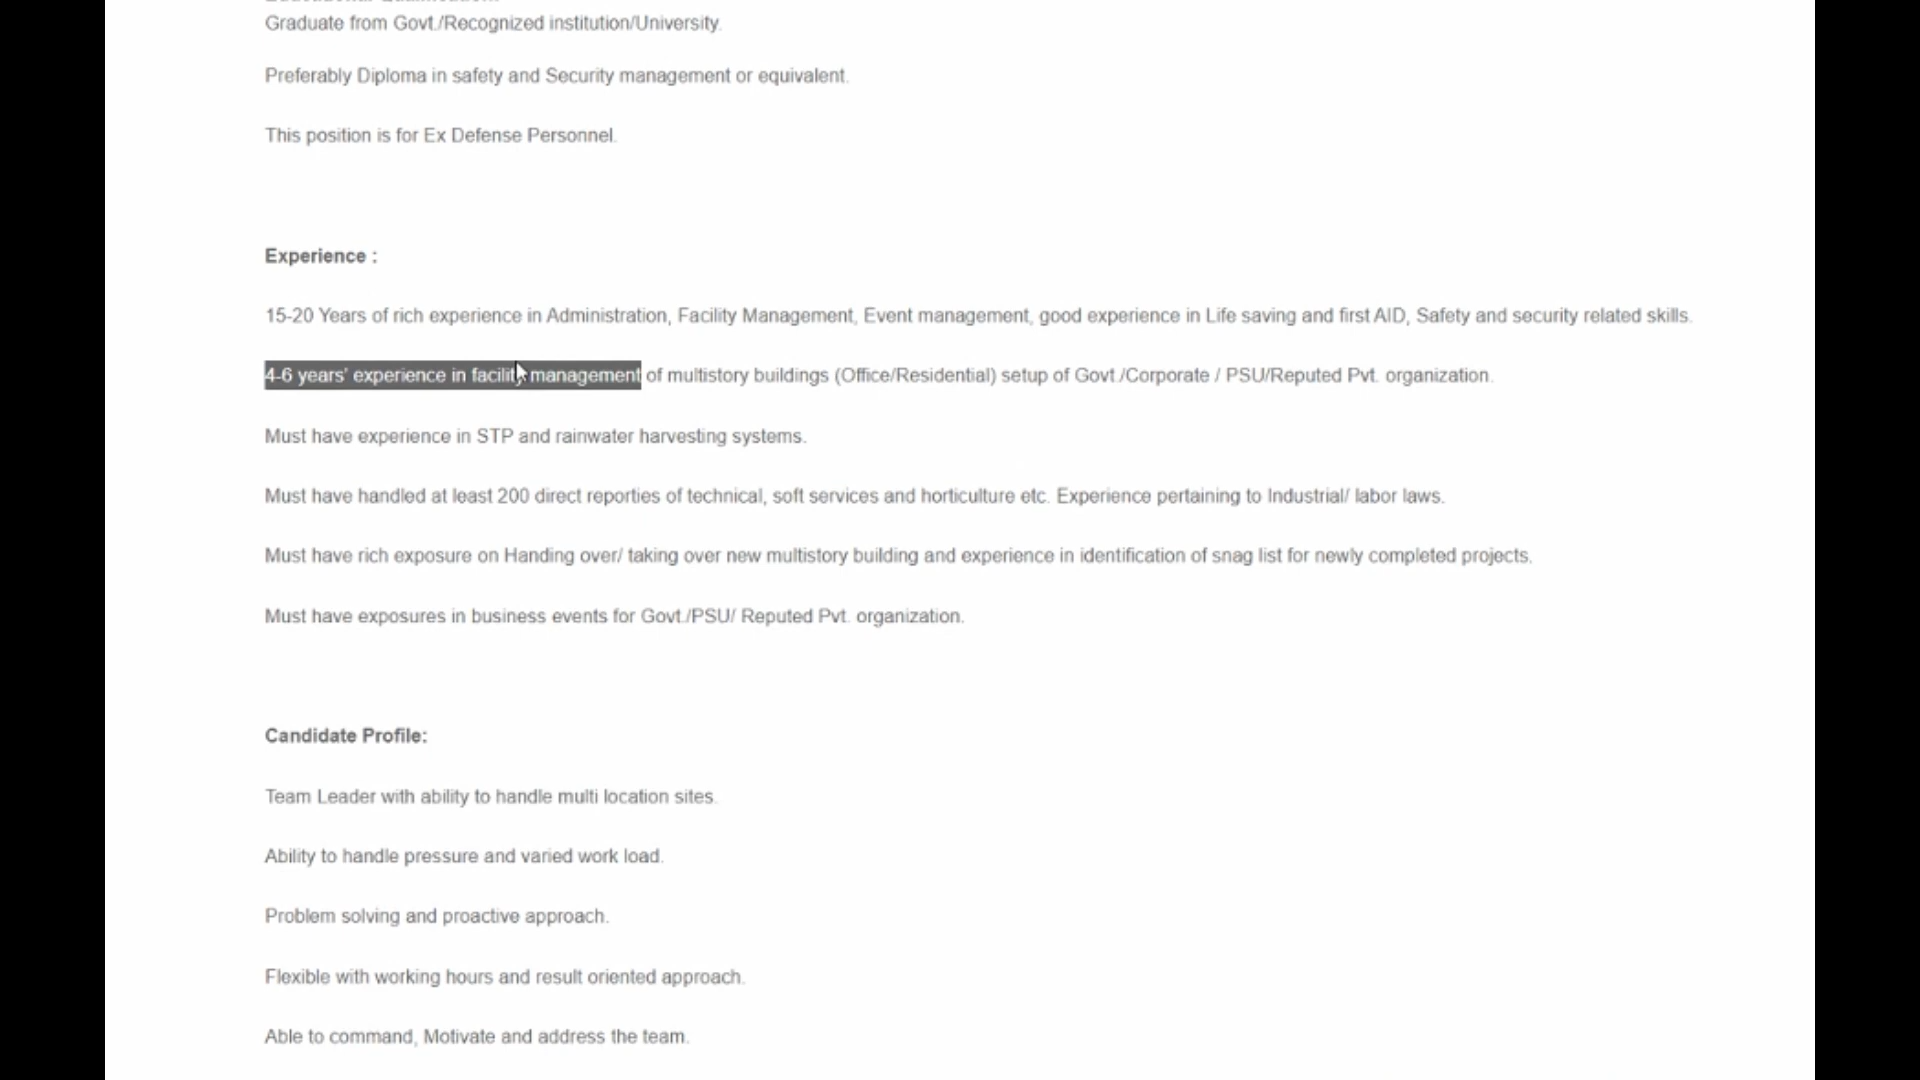 Graduate from Govt./Recognized institution/University.
Preferably Diploma in safety and Security management or equivalent.
This position is for Ex Defense Personnel.
Experience :
15-20 Years of rich experience in Administration, Facility Management, Event management, good experience in Life saving and first AID, Safety and security related skills.
4-6 years' experience in facility management of multistory buildings (Office/Residential) setup of Govt./Corporate / PSU/Reputed Pvt. organization.
Must have experience in STP and rainwater harvesting systems.
Must have handled at least 200 direct reporties of technical, soft services and horticulture etc. Experience pertaining to Industrial/ labor laws.
Must have rich exposure on Handing over/ taking over new multistory building and experience in identification of snag list for newly completed projects.
Must have exposures in business events for Govt./PSU/ Reputed Pvt. organization.
Candidate Profile:
Team Leader with ability to handle multi location sites.
Ability to handle pressure and varied work load.
Problem solving and proactive approach.
Flexible with working hours and result oriented approach.
Able to command, Motivate and address the team.